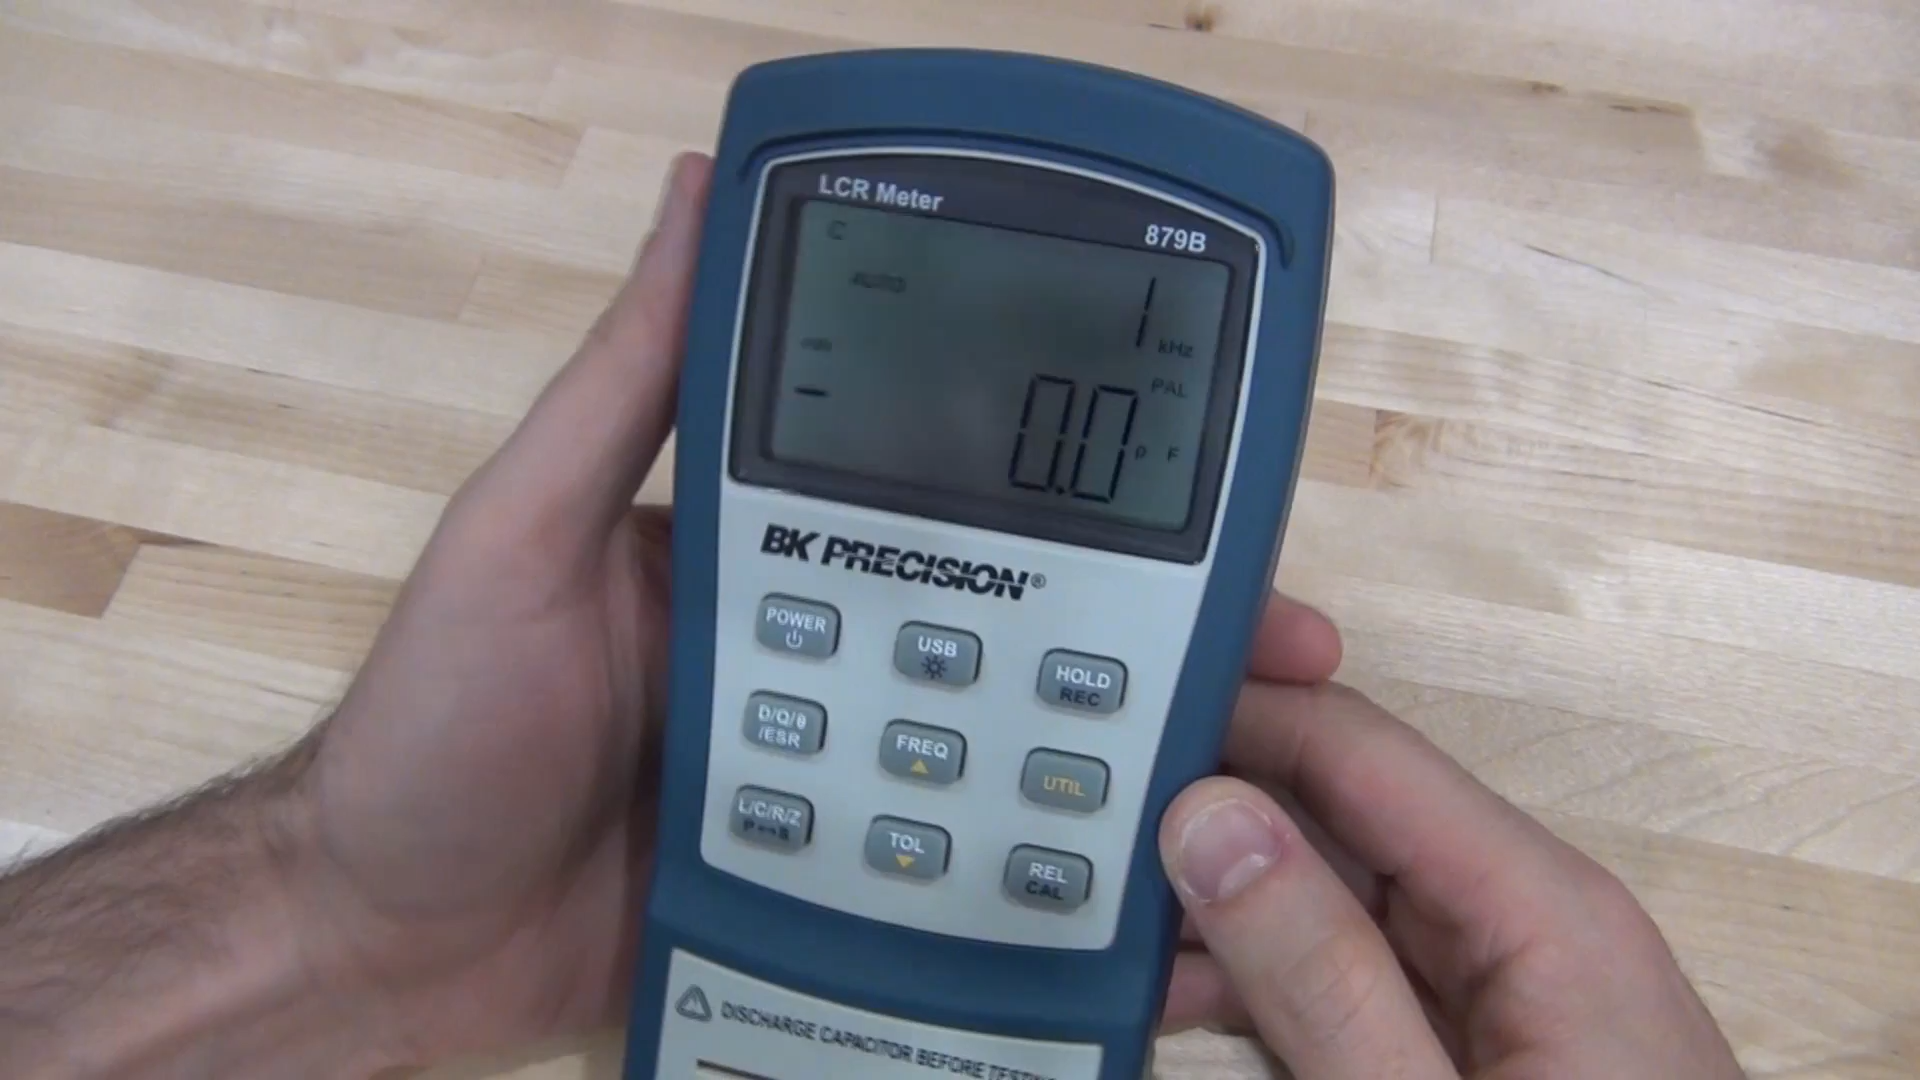 LCR Meter
879B
C
AUTO
1 kHz
PAL
- 0.0 p F
BK PRECISION®
POWER
USB
HOLD
REC
D/Q/θ
/ESR
FREQ
UTIL
L/C/R/Z
TOL
REL
CAL
DISCHARGE CAPACITOR BEFORE TESTING